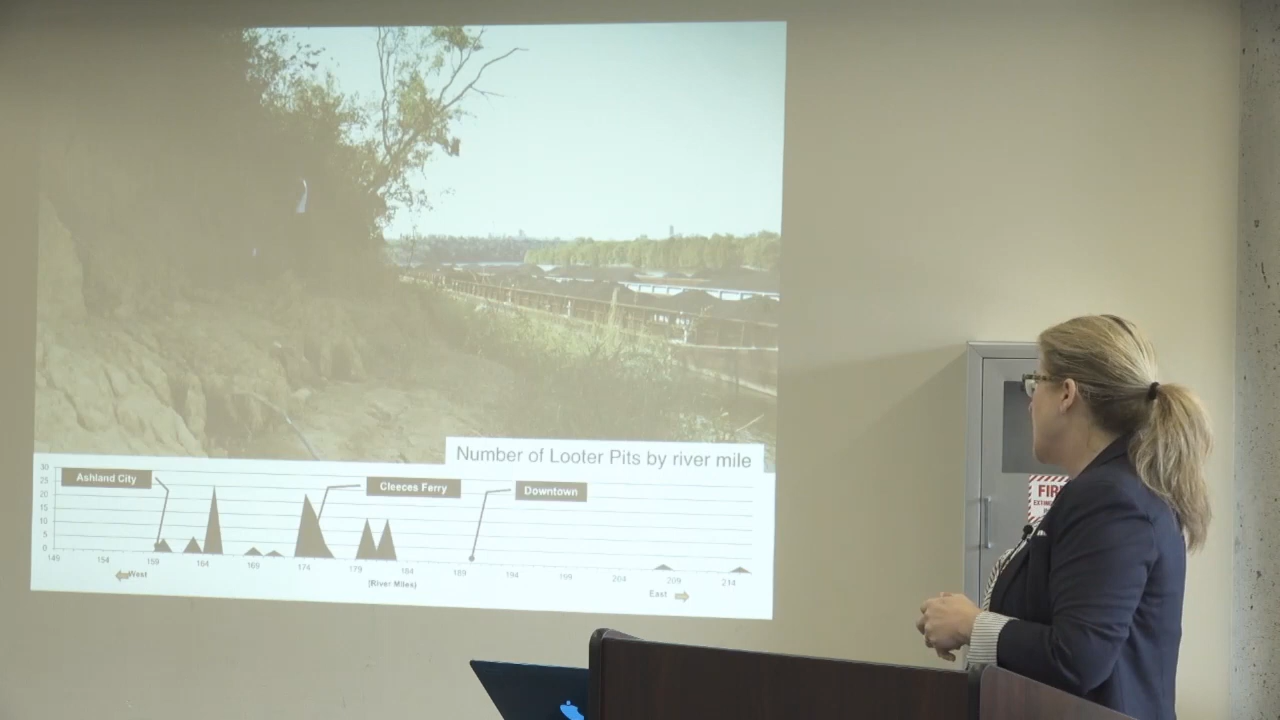 Number of Looter Pits by river mile
30
25
20
15
10
5
0
Ashland City
Cleeces Ferry
Downtown
149 154 159 164 169 174 179 184 189 194 199 204 209 214
West
(River Miles)
East
FIR